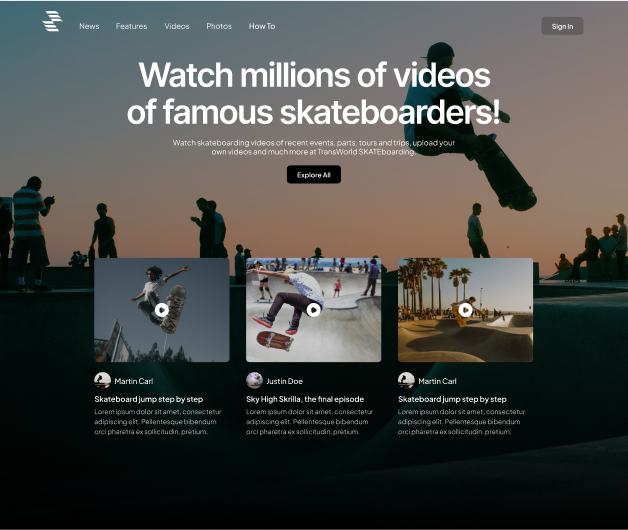 News Features Videos Photos How To Sign In
Watch millions of videos
of famous skateboarders!
Watch skateboarding videos of recent events, parts, tours and trips, upload your
own videos and much more at TransWorld SKATEboarding.
Explore All
Martin Carl
Skateboard jump step by step
Lorem ipsum dolor sit amet, consectetur
adipiscing elit. Pellentesque bibendum
orci pharetra ex sollicitudin, pretium.
Justin Doe
Sky High Skrilla, the final episode
Lorem ipsum dolor sit amet, consectetur
adipiscing elit. Pellentesque bibendum
orci pharetra ex sollicitudin, pretium.
Martin Carl
Skateboard jump step by step
Lorem ipsum dolor sit amet, consectetur
adipiscing elit. Pellentesque bibendum
orci pharetra ex sollicitudin, pretium.